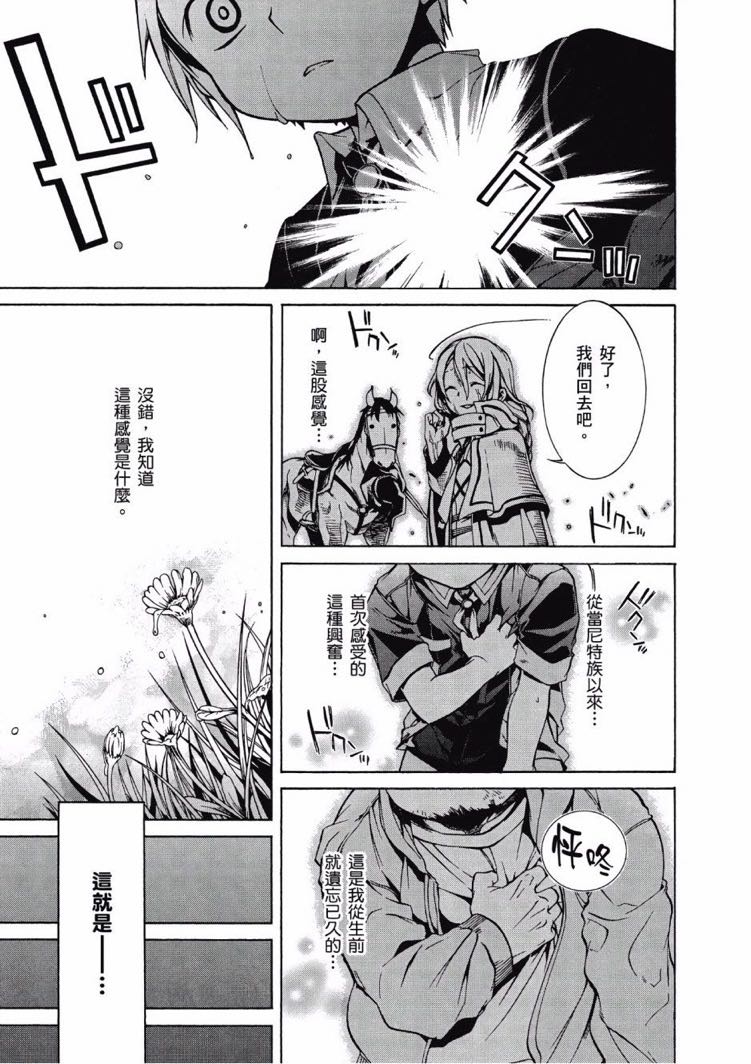 ドクン
ドクン
好了，
我們回去吧。
ドクン
啊，這股感覺…
ドクン
從當尼特族以來…
首次感受的
這種興奮…
ドクン
ドクン
怦咚
這是我從生前
就遺忘已久的…
沒錯，我知道
這種感覺是什麼。
這就是——…